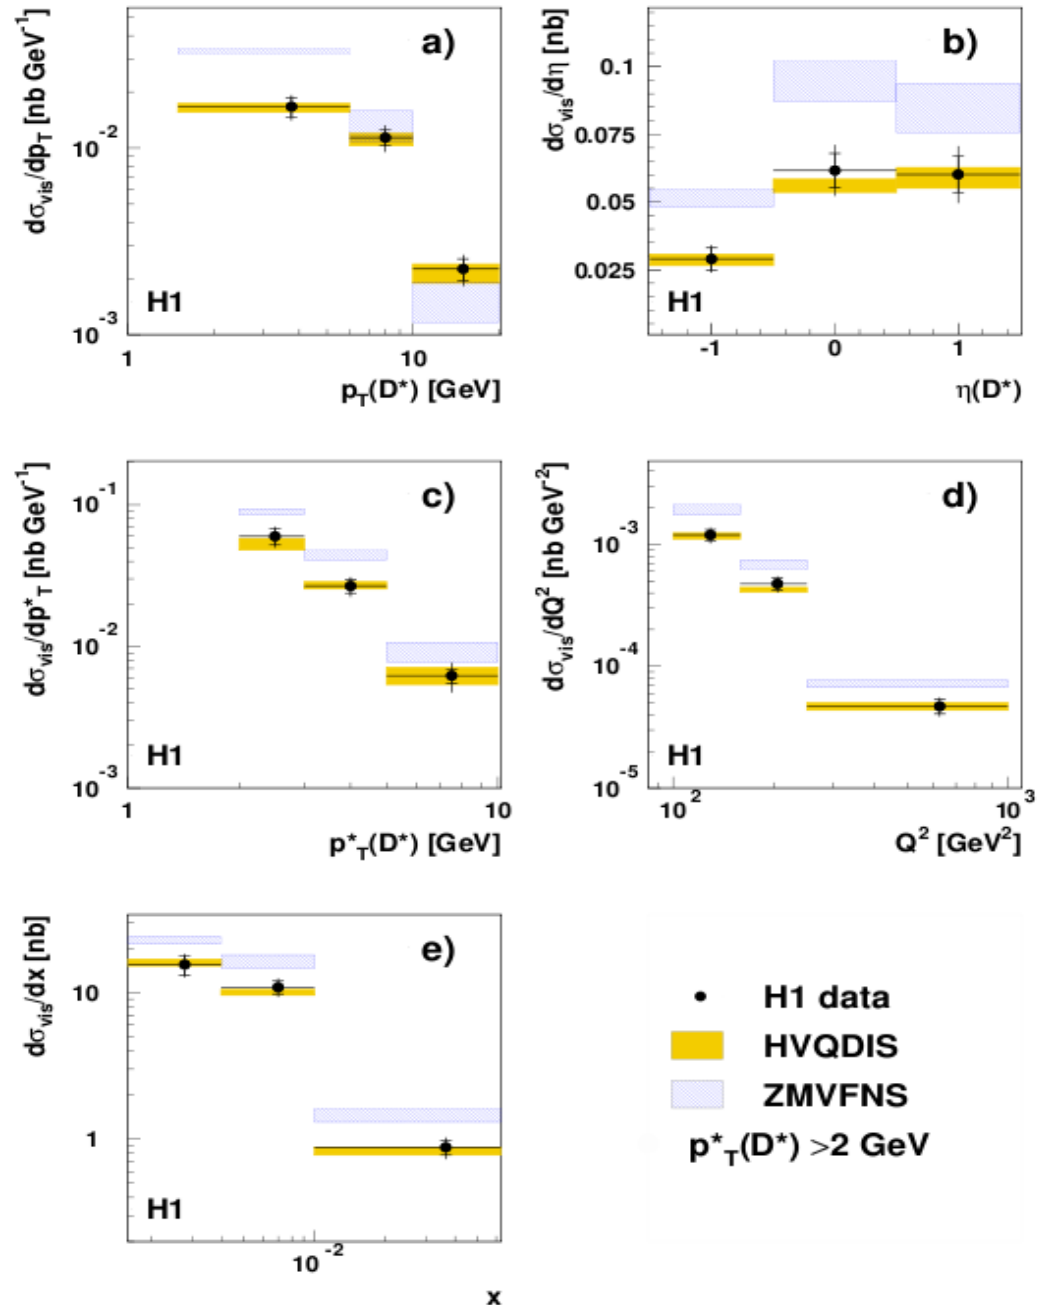 a)
dσvis/dpT [nb GeV⁻¹]
10⁻²
10⁻³
H1
1
10
pT(D*) [GeV]
b)
dσvis/dη [nb]
0.1
0.075
0.05
0.025
H1
-1
0
1
η(D*)
c)
dσvis/dp*T [nb GeV⁻¹]
10⁻¹
10⁻²
10⁻³
H1
1
10
p*T(D*) [GeV]
d)
dσvis/dQ² [nb GeV⁻²]
10⁻³
10⁻⁴
10⁻⁵
H1
10²
10³
Q² [GeV²]
e)
dσvis/dx [nb]
10
1
H1
10⁻²
x
H1 data
HVQDIS
ZMVFNS
p*T(D*) >2 GeV